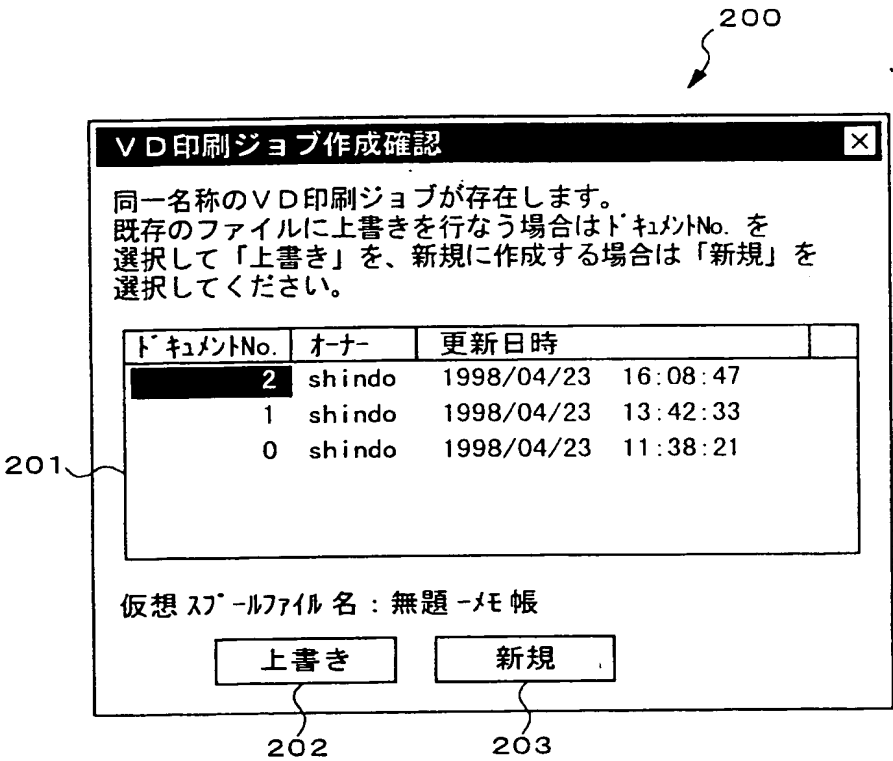 200
VD印刷ジョブ作成確認 ×
同一名称のVD印刷ジョブが存在します。
既存のファイルに上書きを行なう場合はﾄﾞｷｭﾒﾝﾄNo. を
選択して「上書き」を、新規に作成する場合は「新規」を
選択してください。
ﾄﾞｷｭﾒﾝﾄNo. ｵｰﾅｰ 更新日時
2 shindo 1998/04/23 16:08:47
1 shindo 1998/04/23 13:42:33
0 shindo 1998/04/23 11:38:21
201
仮想 ｽﾌﾟｰﾙﾌｧｲﾙ 名：無題 -ﾒﾓ 帳
上書き 新規
202 203